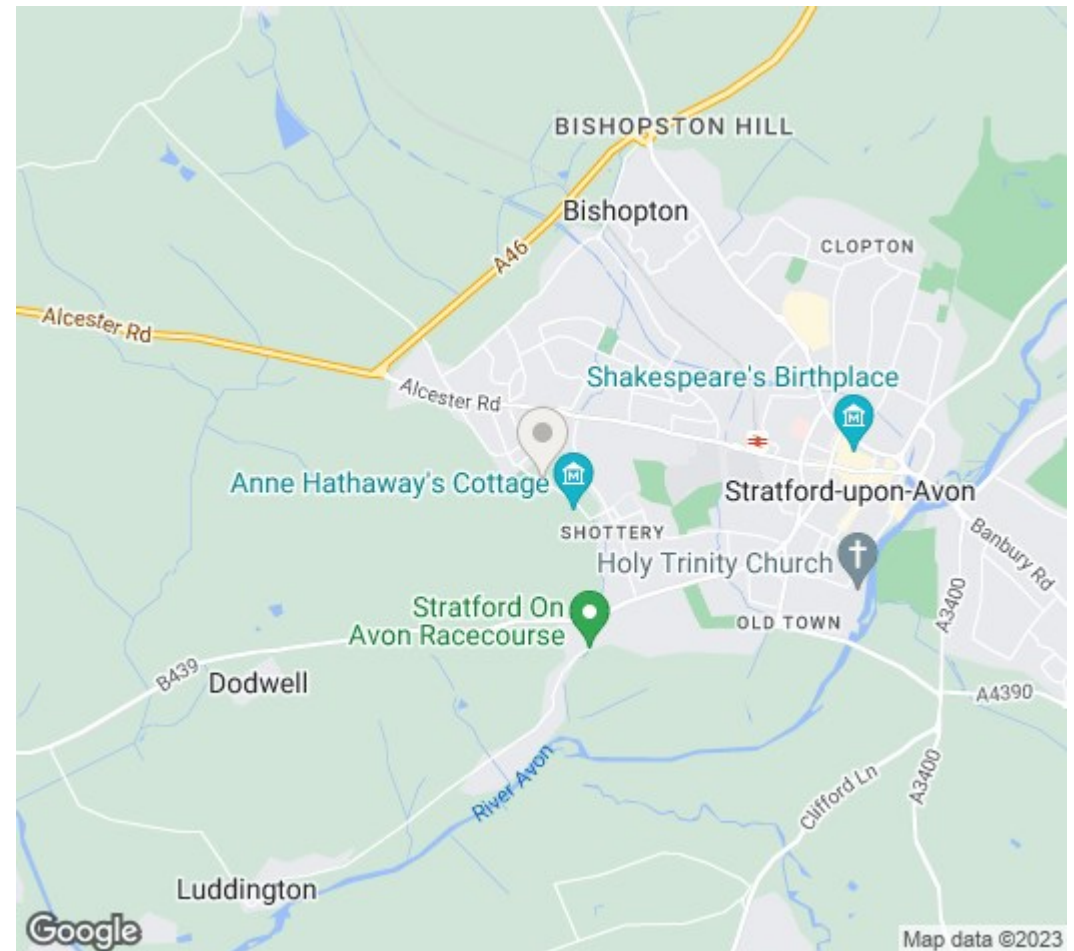 BISHOPSTON HILL
Bishopton
CLOPTON
A46
Alcester Rd
Shakespeare's Birthplace
Alcester Rd
Anne Hathaway's Cottage
Stratford-upon-Avon
SHOTTERY
Holy Trinity Church
Banbury Rd
Stratford On
Avon Racecourse
OLD TOWN
A3400
B439
Dodwell
A4390
River Avon
Clifford Ln
A3400
Luddington
Google
Map data ©2023